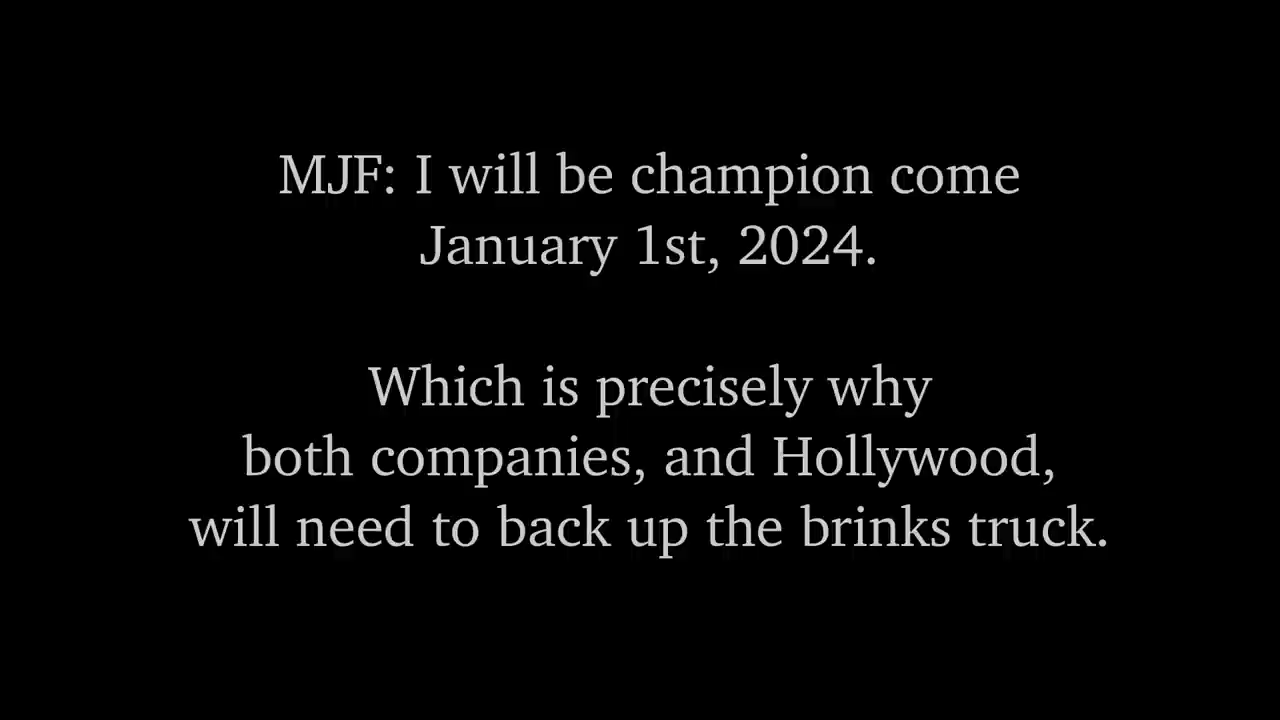 MJF: I will be champion come
January 1st, 2024.
Which is precisely why
both companies, and Hollywood,
will need to back up the brinks truck.